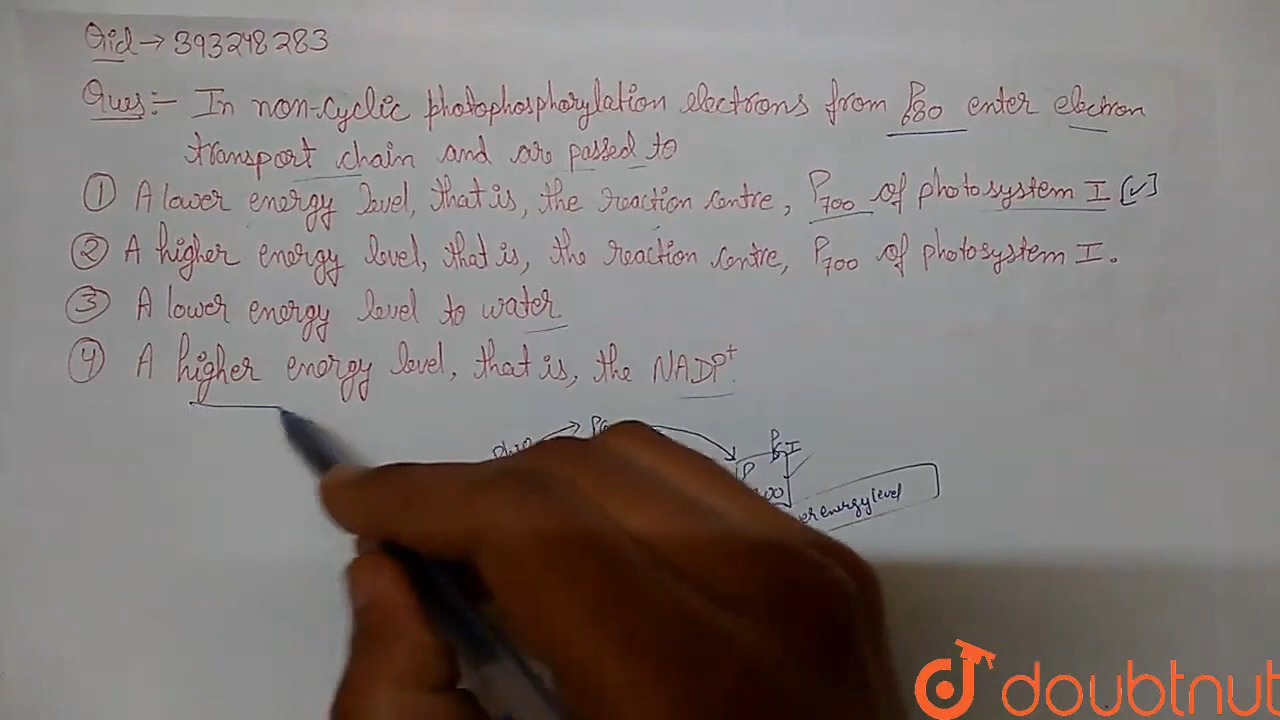 Qid → 393248283
Ques:- In non-cyclic photophosphorylation electrons from P680 enter electron
transport chain and are passed to
① A lower energy level, that is, the reaction centre, P700 of photosystem I [✓]
② A higher energy level, that is, the reaction centre, P700 of photosystem I.
③ A lower energy level to water
④ A higher energy level, that is, the NADP+
energy level
doubtnut